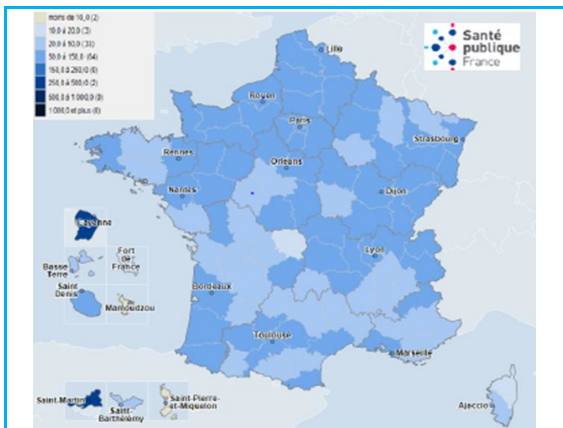 moins de 10,0 (2)
10,0 à 20,0 (3)
20,0 à 50,0 (33)
50,0 à 150,0 (64)
150,0 à 250,0 (0)
250,0 à 500,0 (2)
500,0 à 1 000,0 (0)
1 000,0 et plus (0)
Santé
publique
France
Lille
Rouen
Paris
Strasbourg
Rennes
Orléans
Nantes
Dijon
Cayenne
Lyon
Fort
de
France
Basse
Terre
Saint
Denis
Mamoudzou
Bordeaux
Toulouse
Marseille
Saint-Martin
Saint-
Barthélémy
Saint-Pierre
-et-Miquelon
Ajaccio